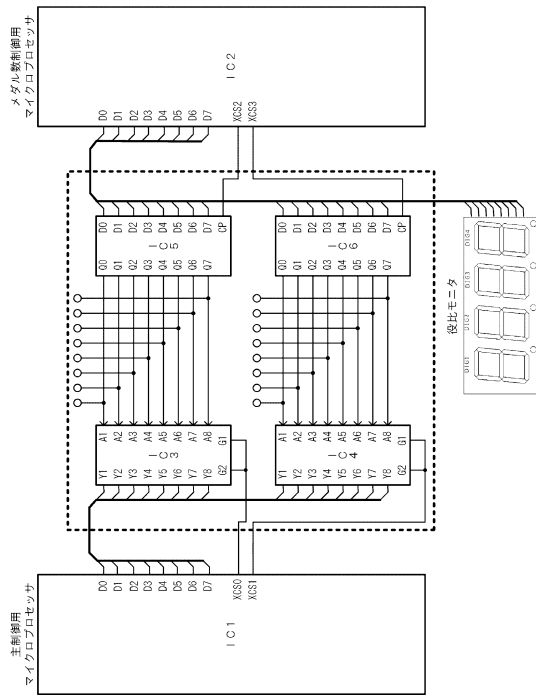 メダル数制御用
マイクロプロセッサ
IC2
D0
D1
D2
D3
D4
D5
D6
D7
XCS2
XCS3
D0
D1
D2
D3
D4
D5
D6
D7
CP
IC5
Q0
Q1
Q2
Q3
Q4
Q5
Q6
Q7
D0
D1
D2
D3
D4
D5
D6
D7
CP
IC6
Q0
Q1
Q2
Q3
Q4
Q5
Q6
Q7
役比モニタ
DIG4
DIG3
DIG2
DIG1
A1
A2
A3
A4
A5
A6
A7
A8
G1
IC3
Y1
Y2
Y3
Y4
Y5
Y6
Y7
Y8
G2
A1
A2
A3
A4
A5
A6
A7
A8
G1
IC4
Y1
Y2
Y3
Y4
Y5
Y6
Y7
Y8
G2
主制御用
マイクロプロセッサ
D0
D1
D2
D3
D4
D5
D6
D7
XCS0
XCS1
IC1